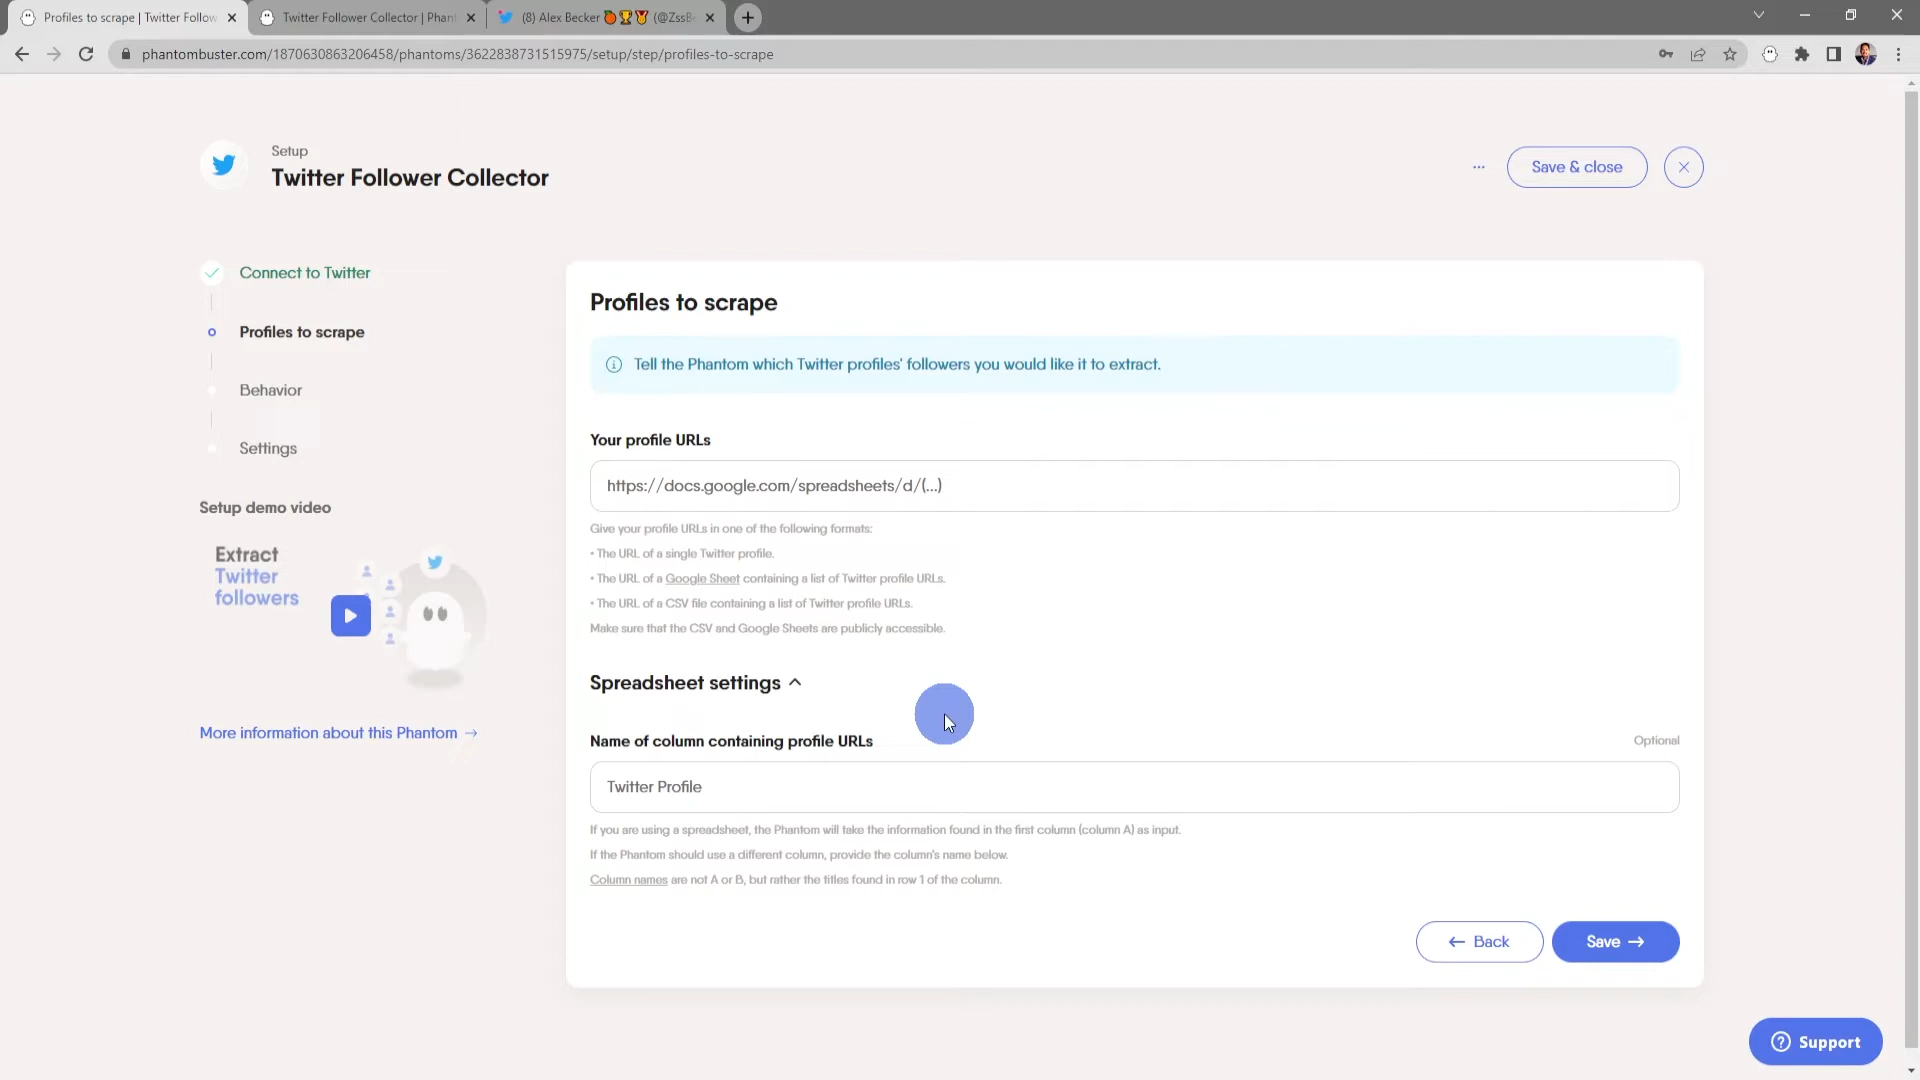 Profiles to scrape | Twitter Follow
Twitter Follower Collector | Phant
(8) Alex Becker🍊🏆🏅 (@ZssBe
phantombuster.com/1870630863206458/phantoms/3622838731515975/setup/step/profiles-to-scrape
Setup
Twitter Follower Collector
Save & close
Connect to Twitter
Profiles to scrape
Behavior
Settings
Setup demo video
Extract
Twitter
followers
More information about this Phantom →
Profiles to scrape
Tell the Phantom which Twitter profiles' followers you would like it to extract.
Your profile URLs
https://docs.google.com/spreadsheets/d/(...)
Give your profile URLs in one of the following formats:
• The URL of a single Twitter profile.
• The URL of a Google Sheet containing a list of Twitter profile URLs.
• The URL of a CSV file containing a list of Twitter profile URLs.
Make sure that the CSV and Google Sheets are publicly accessible.
Spreadsheet settings
Name of column containing profile URLs
Optional
Twitter Profile
If you are using a spreadsheet, the Phantom will take the information found in the first column (column A) as input.
If the Phantom should use a different column, provide the column's name below.
Column names are not A or B, but rather the titles found in row 1 of the column.
← Back
Save →
Support